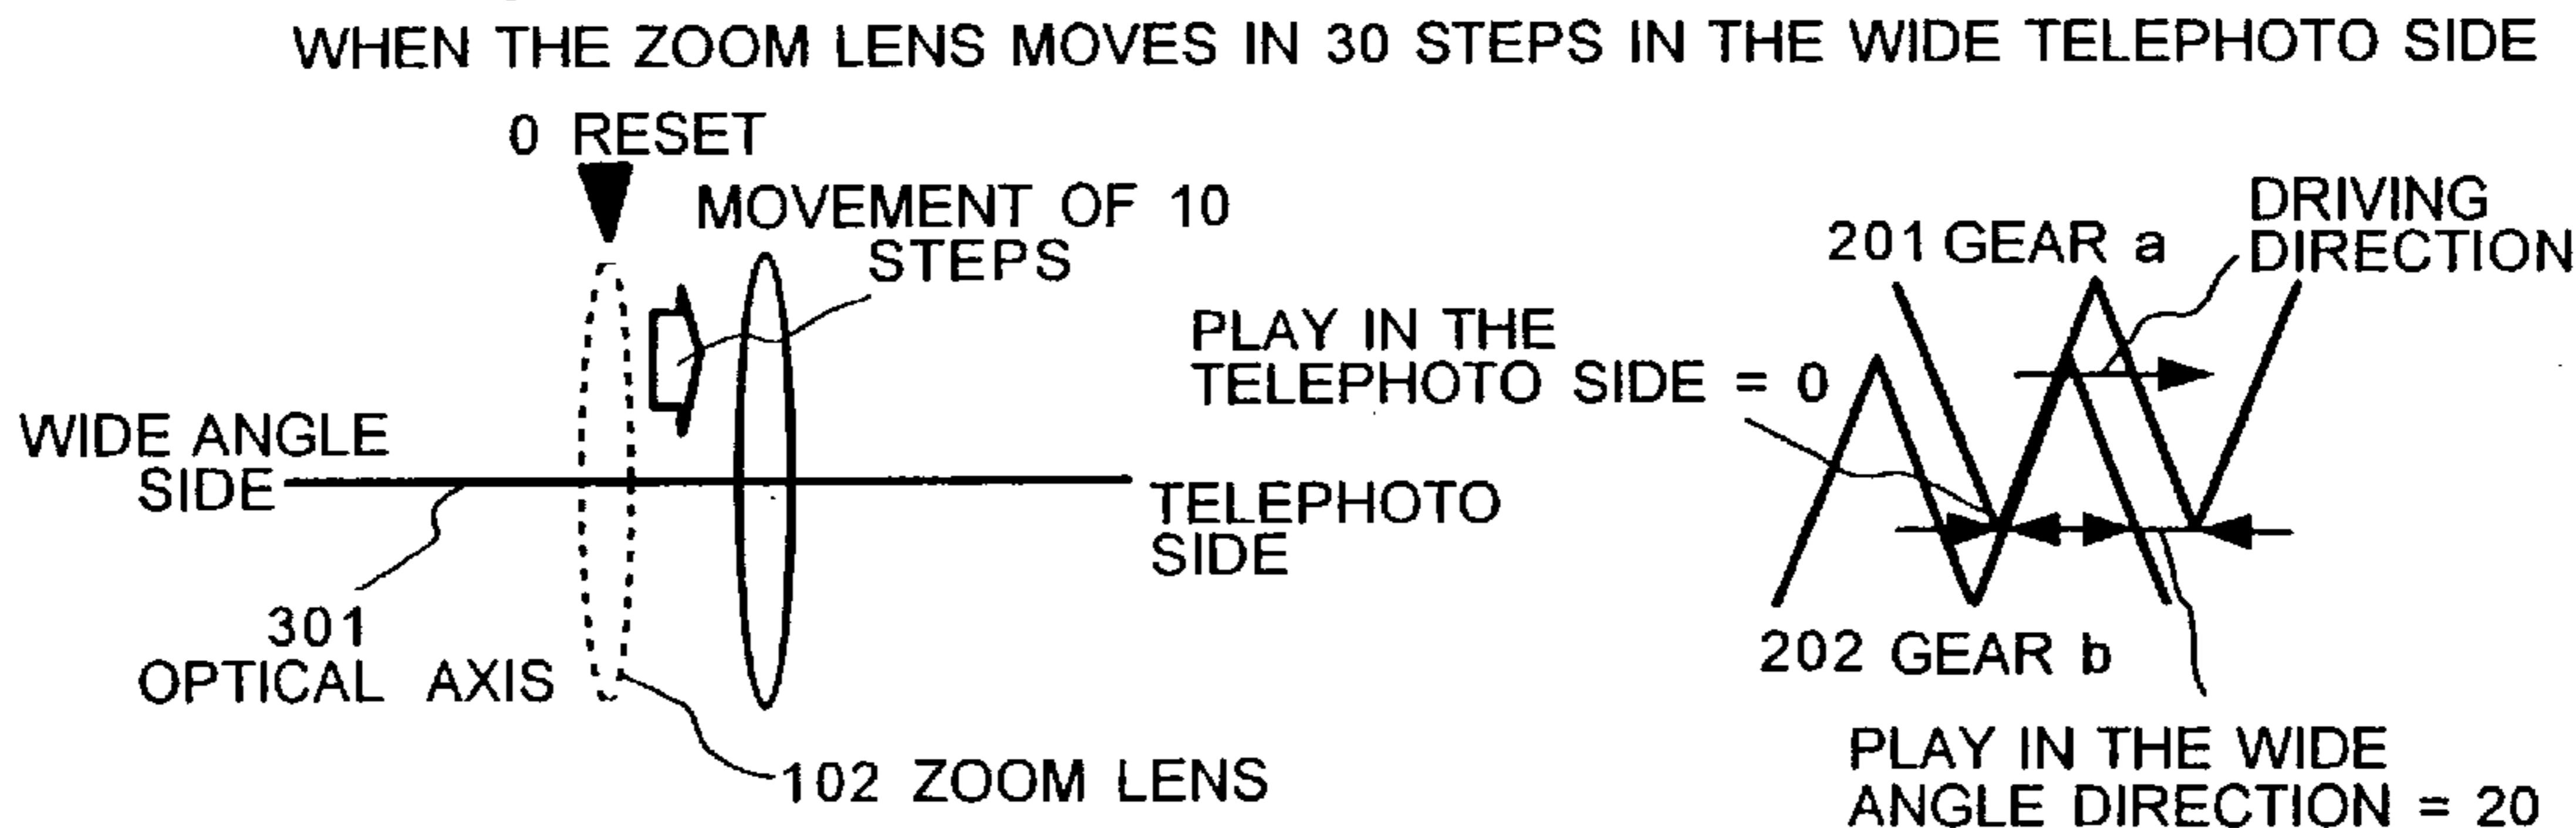 WHEN THE ZOOM LENS MOVES IN 30 STEPS IN THE WIDE TELEPHOTO SIDE
0 RESET
MOVEMENT OF 10
STEPS
WIDE ANGLE
SIDE
TELEPHOTO
SIDE
301
OPTICAL AXIS
102 ZOOM LENS
201 GEAR a
DRIVING
DIRECTION
PLAY IN THE
TELEPHOTO SIDE = 0
202 GEAR b
PLAY IN THE WIDE
ANGLE DIRECTION = 20